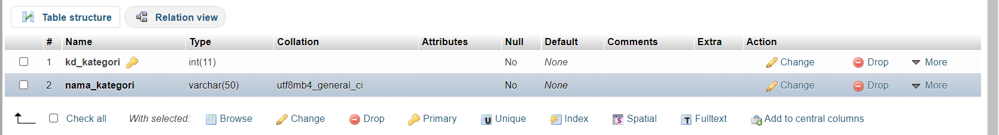 Table structure Relation view
# Name Type Collation Attributes Null Default Comments Extra Action
1 kd_kategori int(11) No None Change Drop More
2 nama_kategori varchar(50) utf8mb4_general_ci No None Change Drop More
Check all With selected: Browse Change Drop Primary Unique Index Spatial Fulltext Add to central columns